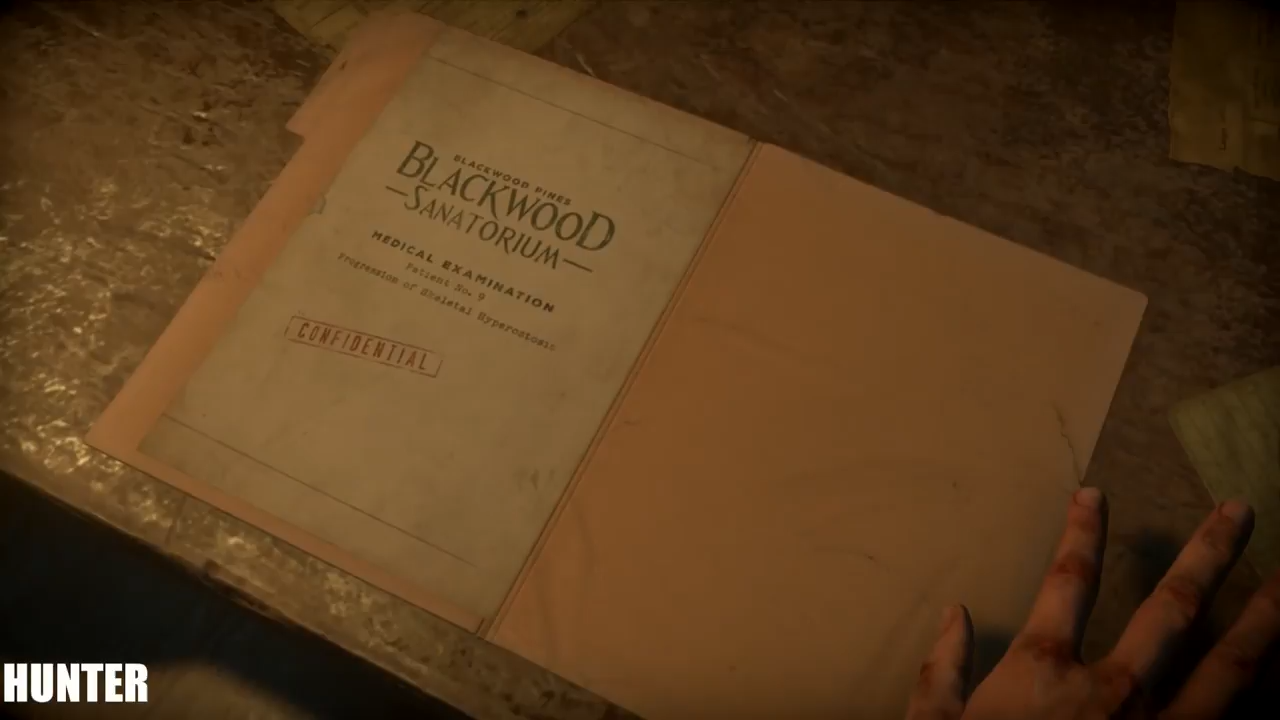 BLACKWOOD PINES
BLACKWOOD
SANATORIUM
MEDICAL EXAMINATION
Patient No. 9
Progression of Skeletal Hyperostosis
CONFIDENTIAL
HUNTER